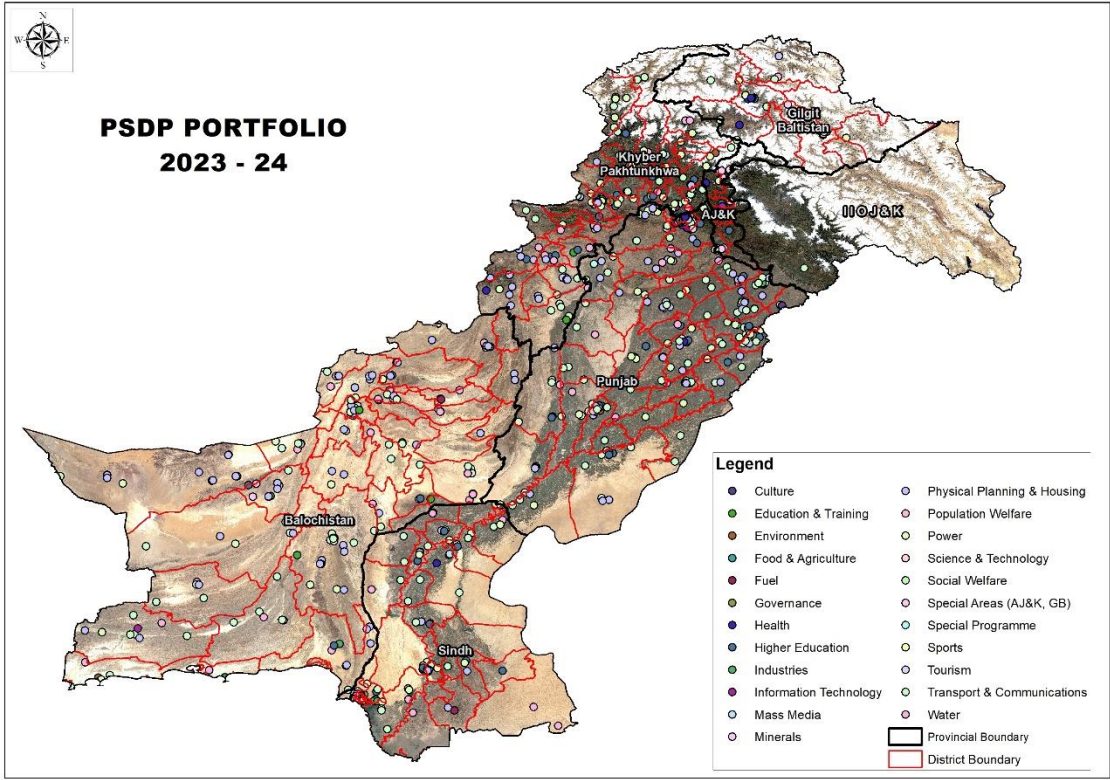 N
W E
S
PSDP PORTFOLIO
2023 - 24
Gilgit
Baltistan
Khyber
Pakhtunkhwa
AJ&K
IIOJ&K
Punjab
Balochistan
Sindh
Legend
Culture
Education & Training
Environment
Food & Agriculture
Fuel
Governance
Health
Higher Education
Industries
Information Technology
Mass Media
Minerals
Physical Planning & Housing
Population Welfare
Power
Science & Technology
Social Welfare
Special Areas (AJ&K, GB)
Special Programme
Sports
Tourism
Transport & Communications
Water
Provincial Boundary
District Boundary